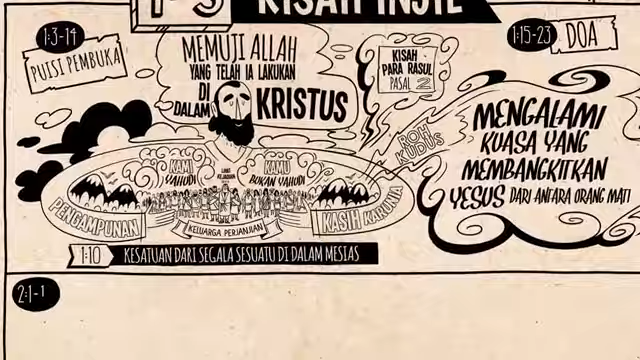 1-3
KISAH INJIL
1:3-14
PUISI PEMBUKA
MEMUJI ALLAH
YANG TELAH IA LAKUKAN
DI
DALAM
KRISTUS
KISAH
PARA RASUL
PASAL 2
ROH
KUDUS
1:15-23
DOA
MENGALAMI
KUASA YANG
MEMBANGKITKAN
YESUS DARI ANTARA ORANG MATI
KAMI
YAHUDI
KAMU
BUKAN YAHUDI
PENGAMPUNAN
KELUARGA PERJANJIAN
KASIH KARUNIA
1:10 KESATUAN DARI SEGALA SESUATU DI DALAM MESIAS
2:1-1